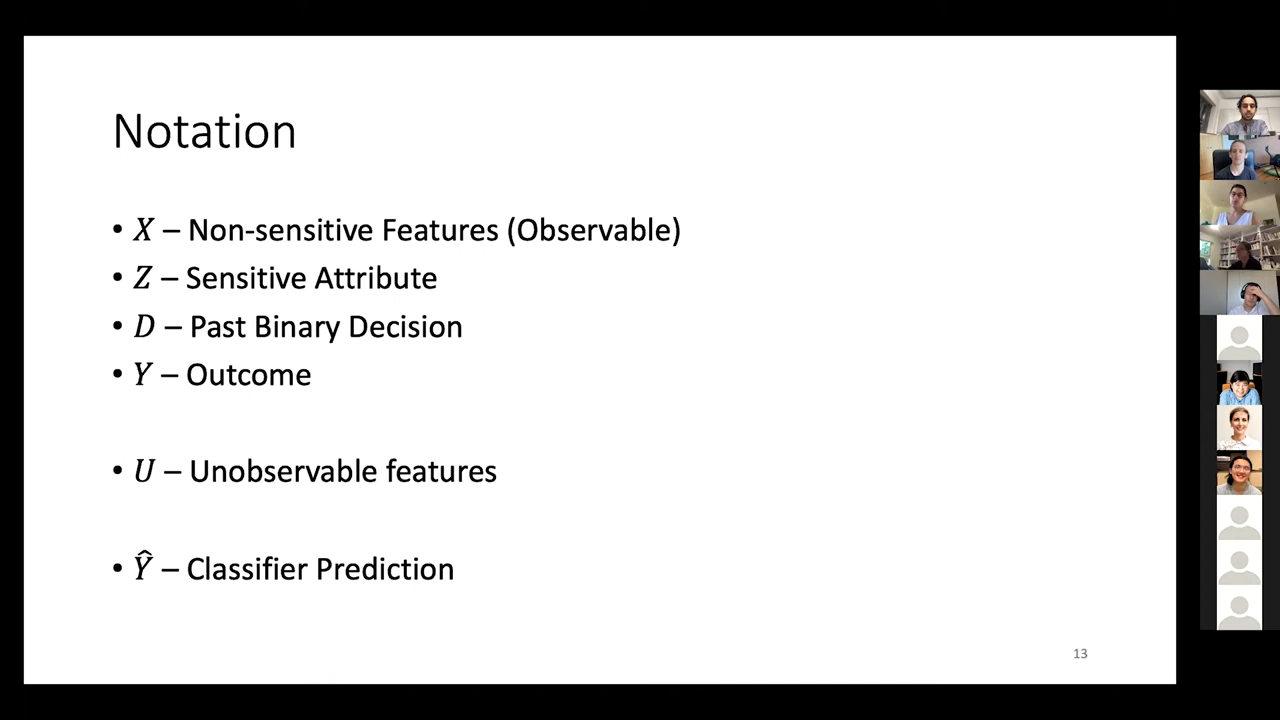 Notation
• X – Non-sensitive Features (Observable)
• Z – Sensitive Attribute
• D – Past Binary Decision
• Y – Outcome
• U – Unobservable features
• Ŷ – Classifier Prediction
13